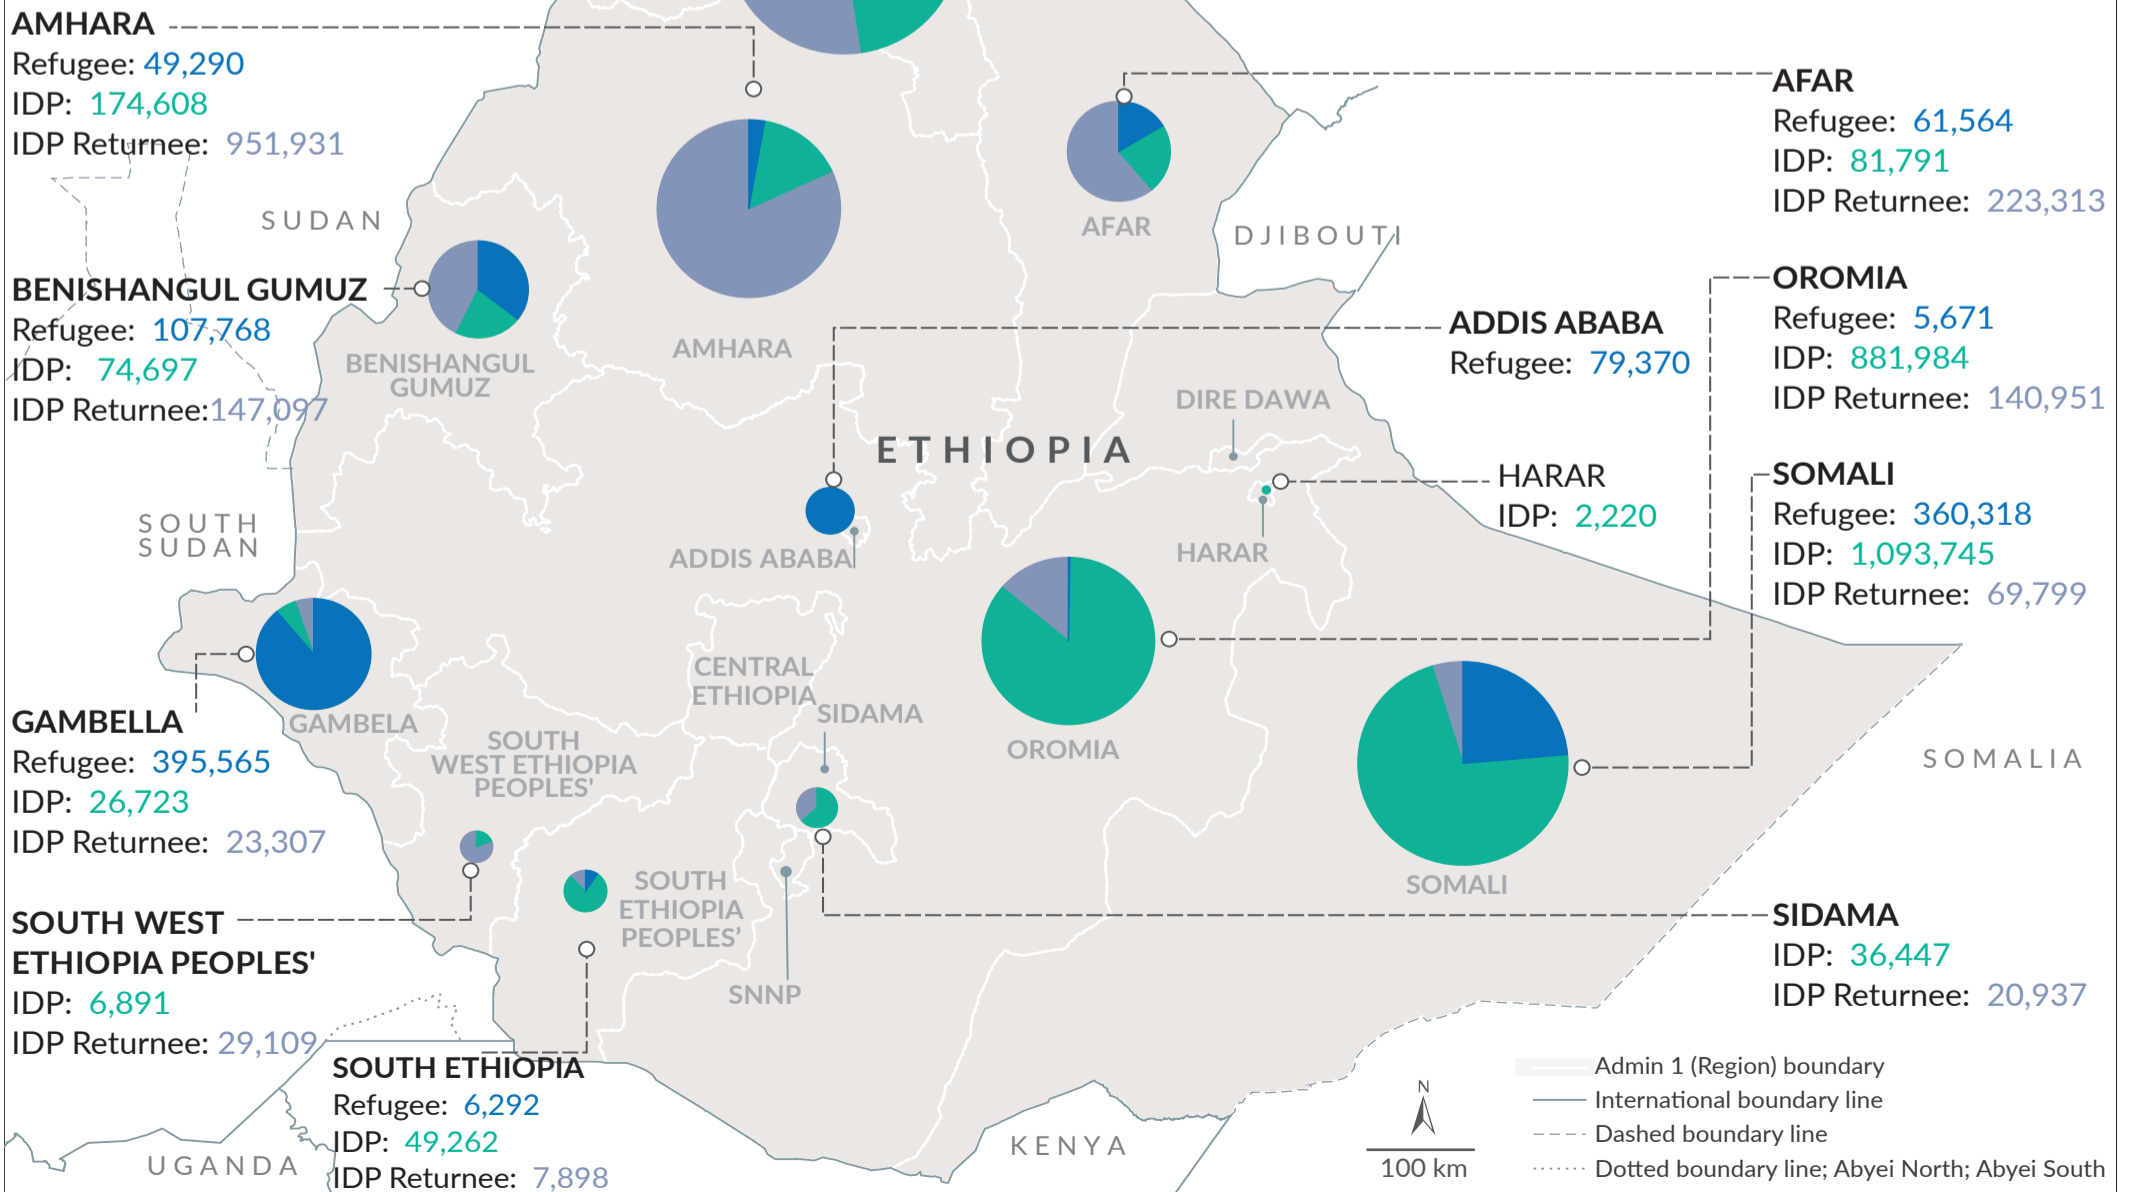 AMHARA
Refugee: 49,290
IDP: 174,608
IDP Returnee: 951,931
AFAR
Refugee: 61,564
IDP: 81,791
IDP Returnee: 223,313
SUDAN
AFAR
DJIBOUTI
BENISHANGUL GUMUZ
Refugee: 107,768
IDP: 74,697
IDP Returnee:147,097
BENISHANGUL
GUMUZ
AMHARA
ADDIS ABABA
Refugee: 79,370
OROMIA
Refugee: 5,671
IDP: 881,984
IDP Returnee: 140,951
DIRE DAWA
ETHIOPIA
HARAR
IDP: 2,220
SOMALI
Refugee: 360,318
IDP: 1,093,745
IDP Returnee: 69,799
SOUTH
SUDAN
ADDIS ABABA
HARAR
CENTRAL
ETHIOPIA
SIDAMA
GAMBELA
GAMBELLA
Refugee: 395,565
IDP: 26,723
IDP Returnee: 23,307
SOUTH
WEST ETHIOPIA
PEOPLES'
OROMIA
SOMALIA
SOMALI
SOUTH
ETHIOPIA
PEOPLES’
SNNP
SOUTH WEST
ETHIOPIA PEOPLES'
IDP: 6,891
IDP Returnee: 29,109
SIDAMA
IDP: 36,447
IDP Returnee: 20,937
SOUTH ETHIOPIA
Refugee: 6,292
IDP: 49,262
IDP Returnee: 7,898
UGANDA
KENYA
N
100 km
Admin 1 (Region) boundary
International boundary line
Dashed boundary line
Dotted boundary line; Abyei North; Abyei South